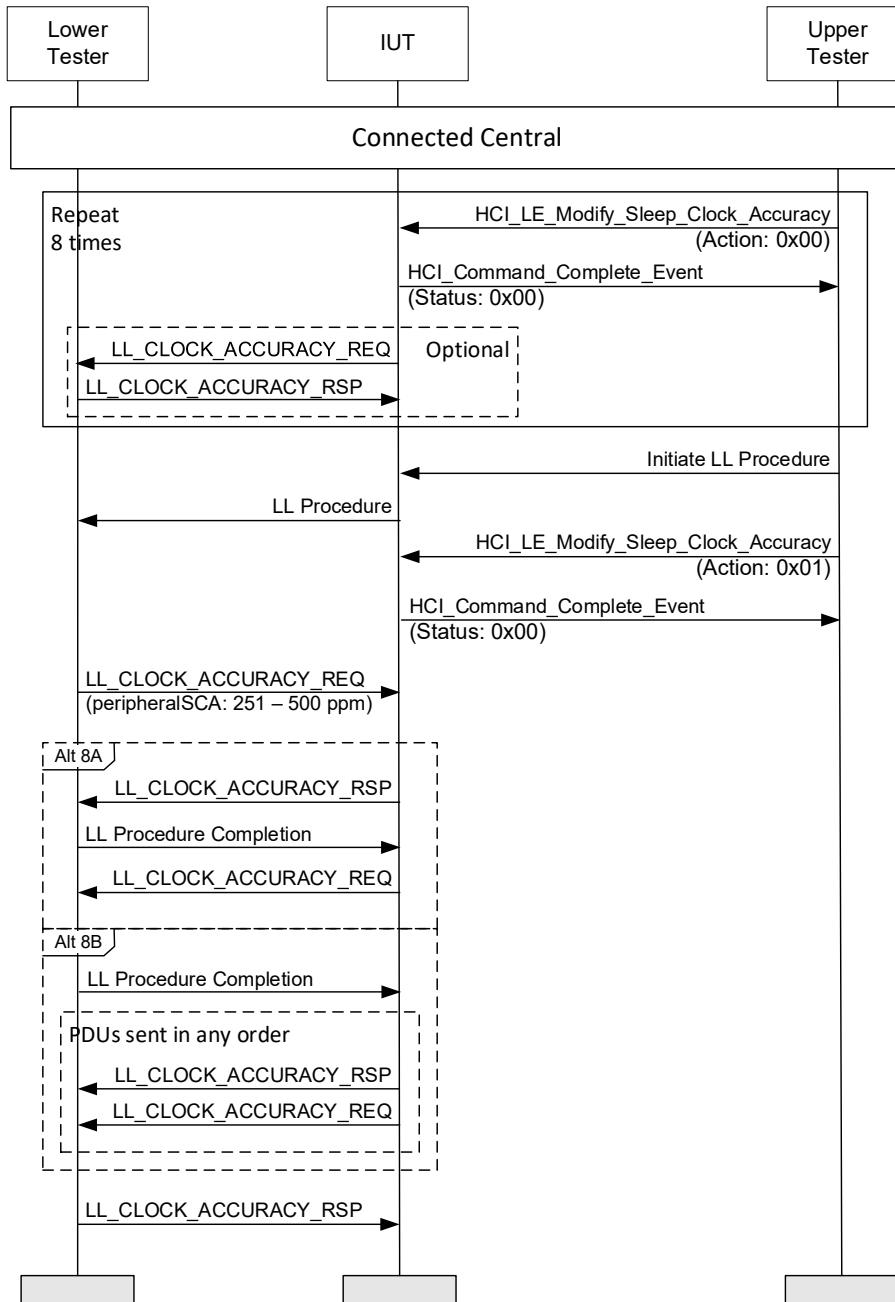 Lower
Tester
IUT
Upper
Tester
Connected Central
Repeat
8 times
HCI_LE_Modify_Sleep_Clock_Accuracy
(Action: 0x00)
HCI_Command_Complete_Event
(Status: 0x00)
Optional
LL_CLOCK_ACCURACY_REQ
LL_CLOCK_ACCURACY_RSP
Initiate LL Procedure
LL Procedure
HCI_LE_Modify_Sleep_Clock_Accuracy
(Action: 0x01)
HCI_Command_Complete_Event
(Status: 0x00)
LL_CLOCK_ACCURACY_REQ
(peripheralSCA: 251 – 500 ppm)
Alt 8A
LL_CLOCK_ACCURACY_RSP
LL Procedure Completion
LL_CLOCK_ACCURACY_REQ
Alt 8B
LL Procedure Completion
PDUs sent in any order
LL_CLOCK_ACCURACY_RSP
LL_CLOCK_ACCURACY_REQ
LL_CLOCK_ACCURACY_RSP